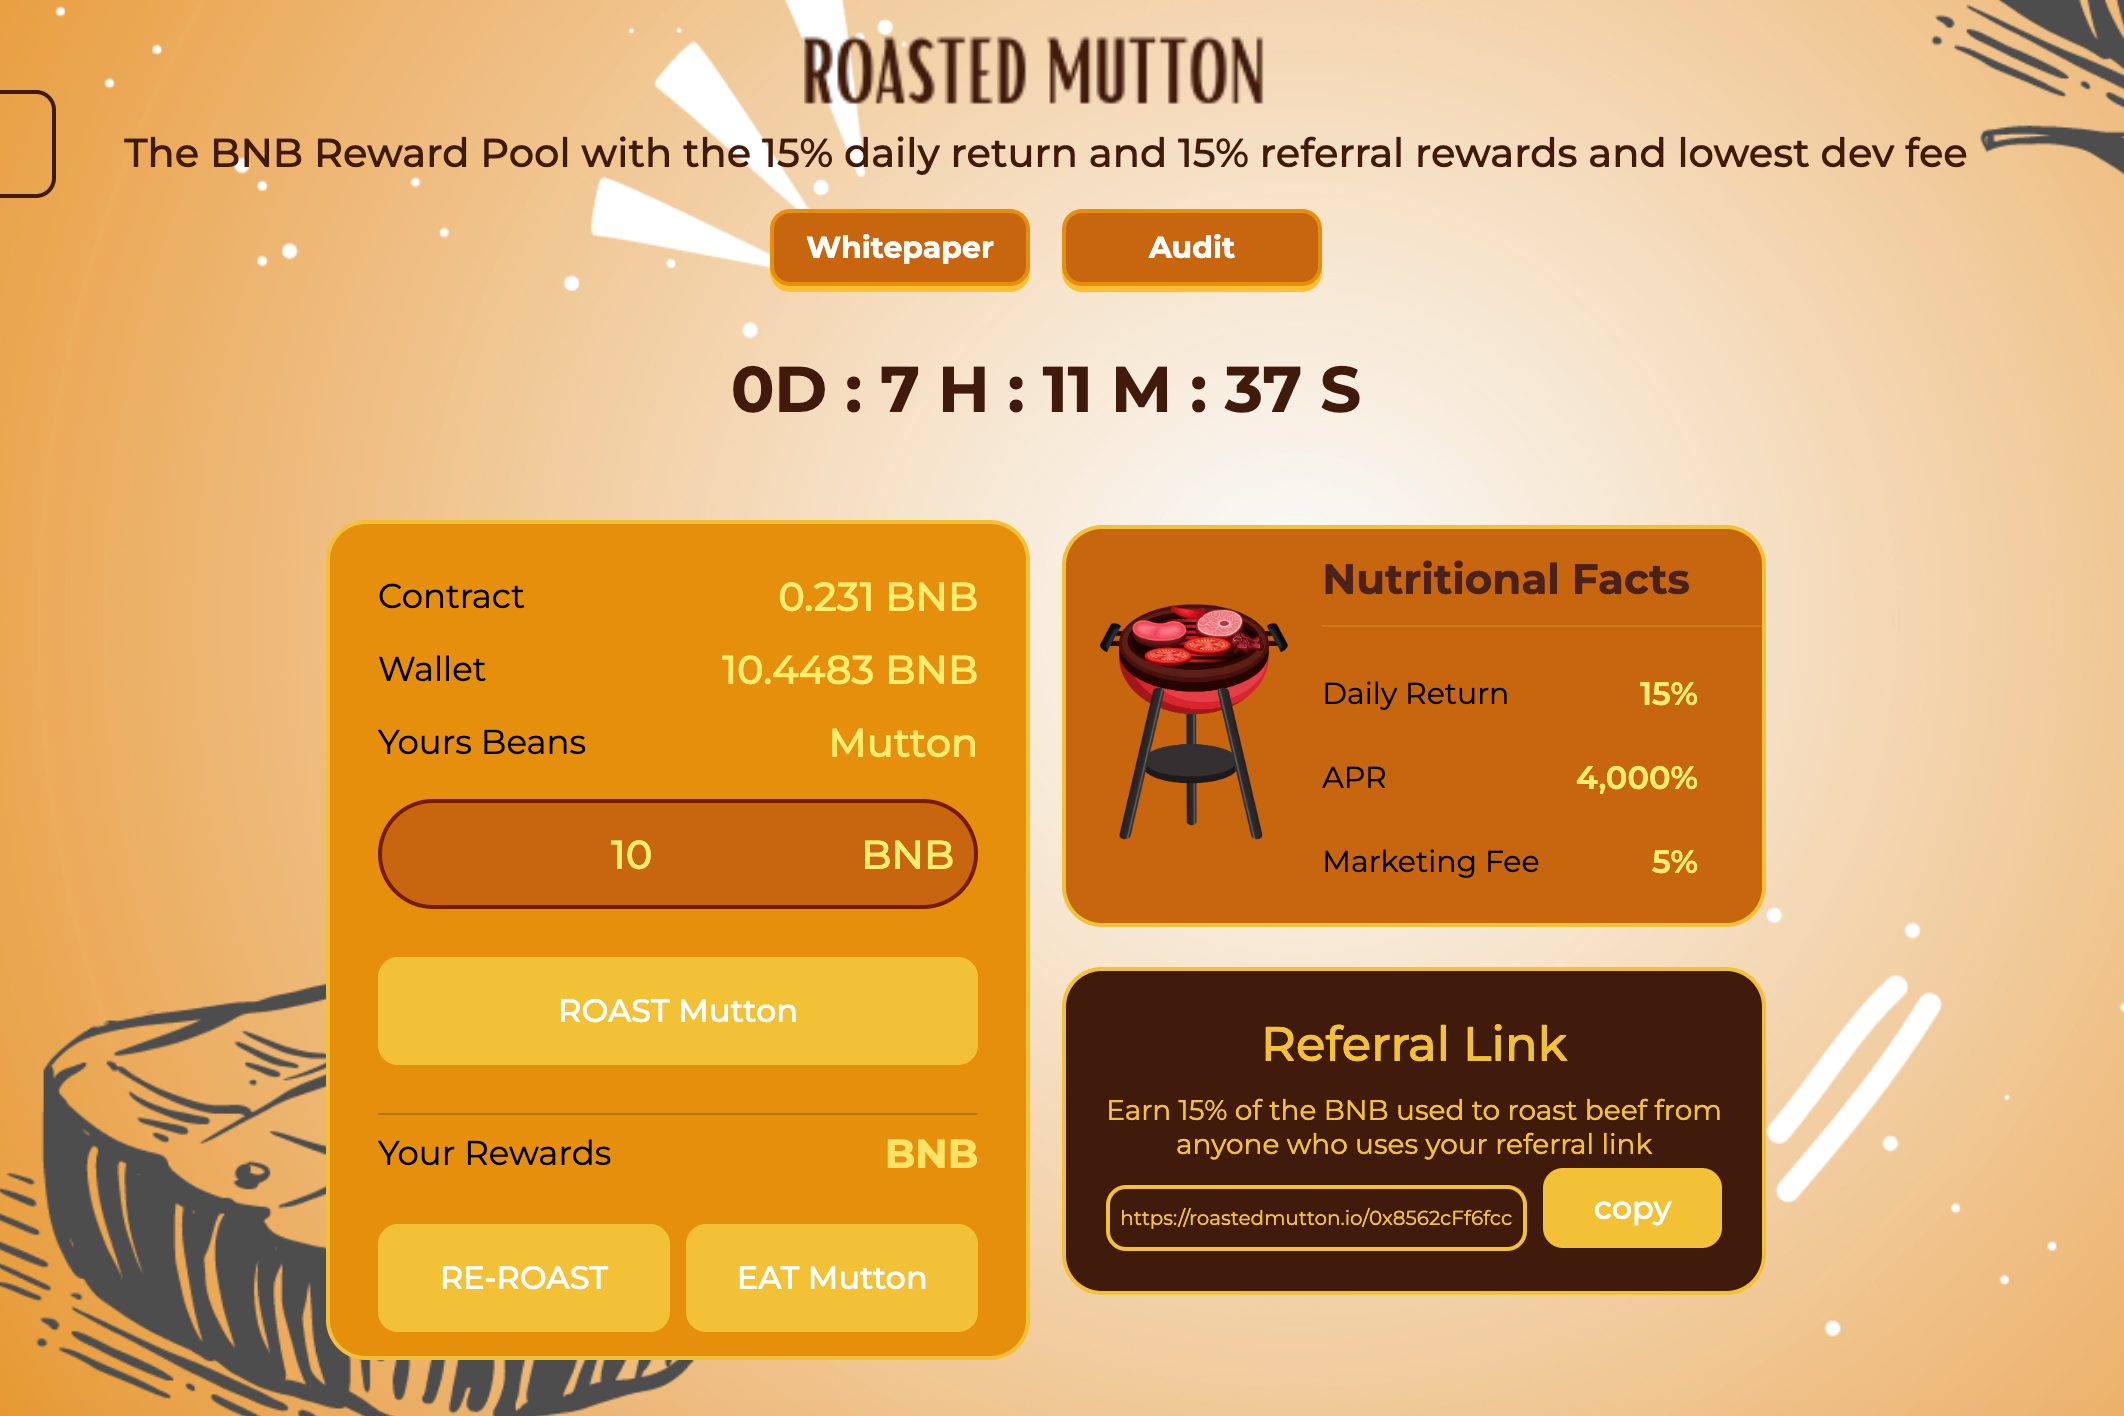 ROASTED MUTTON
The BNB Reward Pool with the 15% daily return and 15% referral rewards and lowest dev fee
Whitepaper
Audit
0D : 7 H : 11 M : 37 S
Contract 0.231 BNB
Wallet 10.4483 BNB
Yours Beans Mutton
10 BNB
ROAST Mutton
Your Rewards BNB
RE-ROAST
EAT Mutton
Nutritional Facts
Daily Return 15%
APR 4,000%
Marketing Fee 5%
Referral Link
Earn 15% of the BNB used to roast beef from
anyone who uses your referral link
https://roastedmutton.io/0x8562cFf6fcc
copy